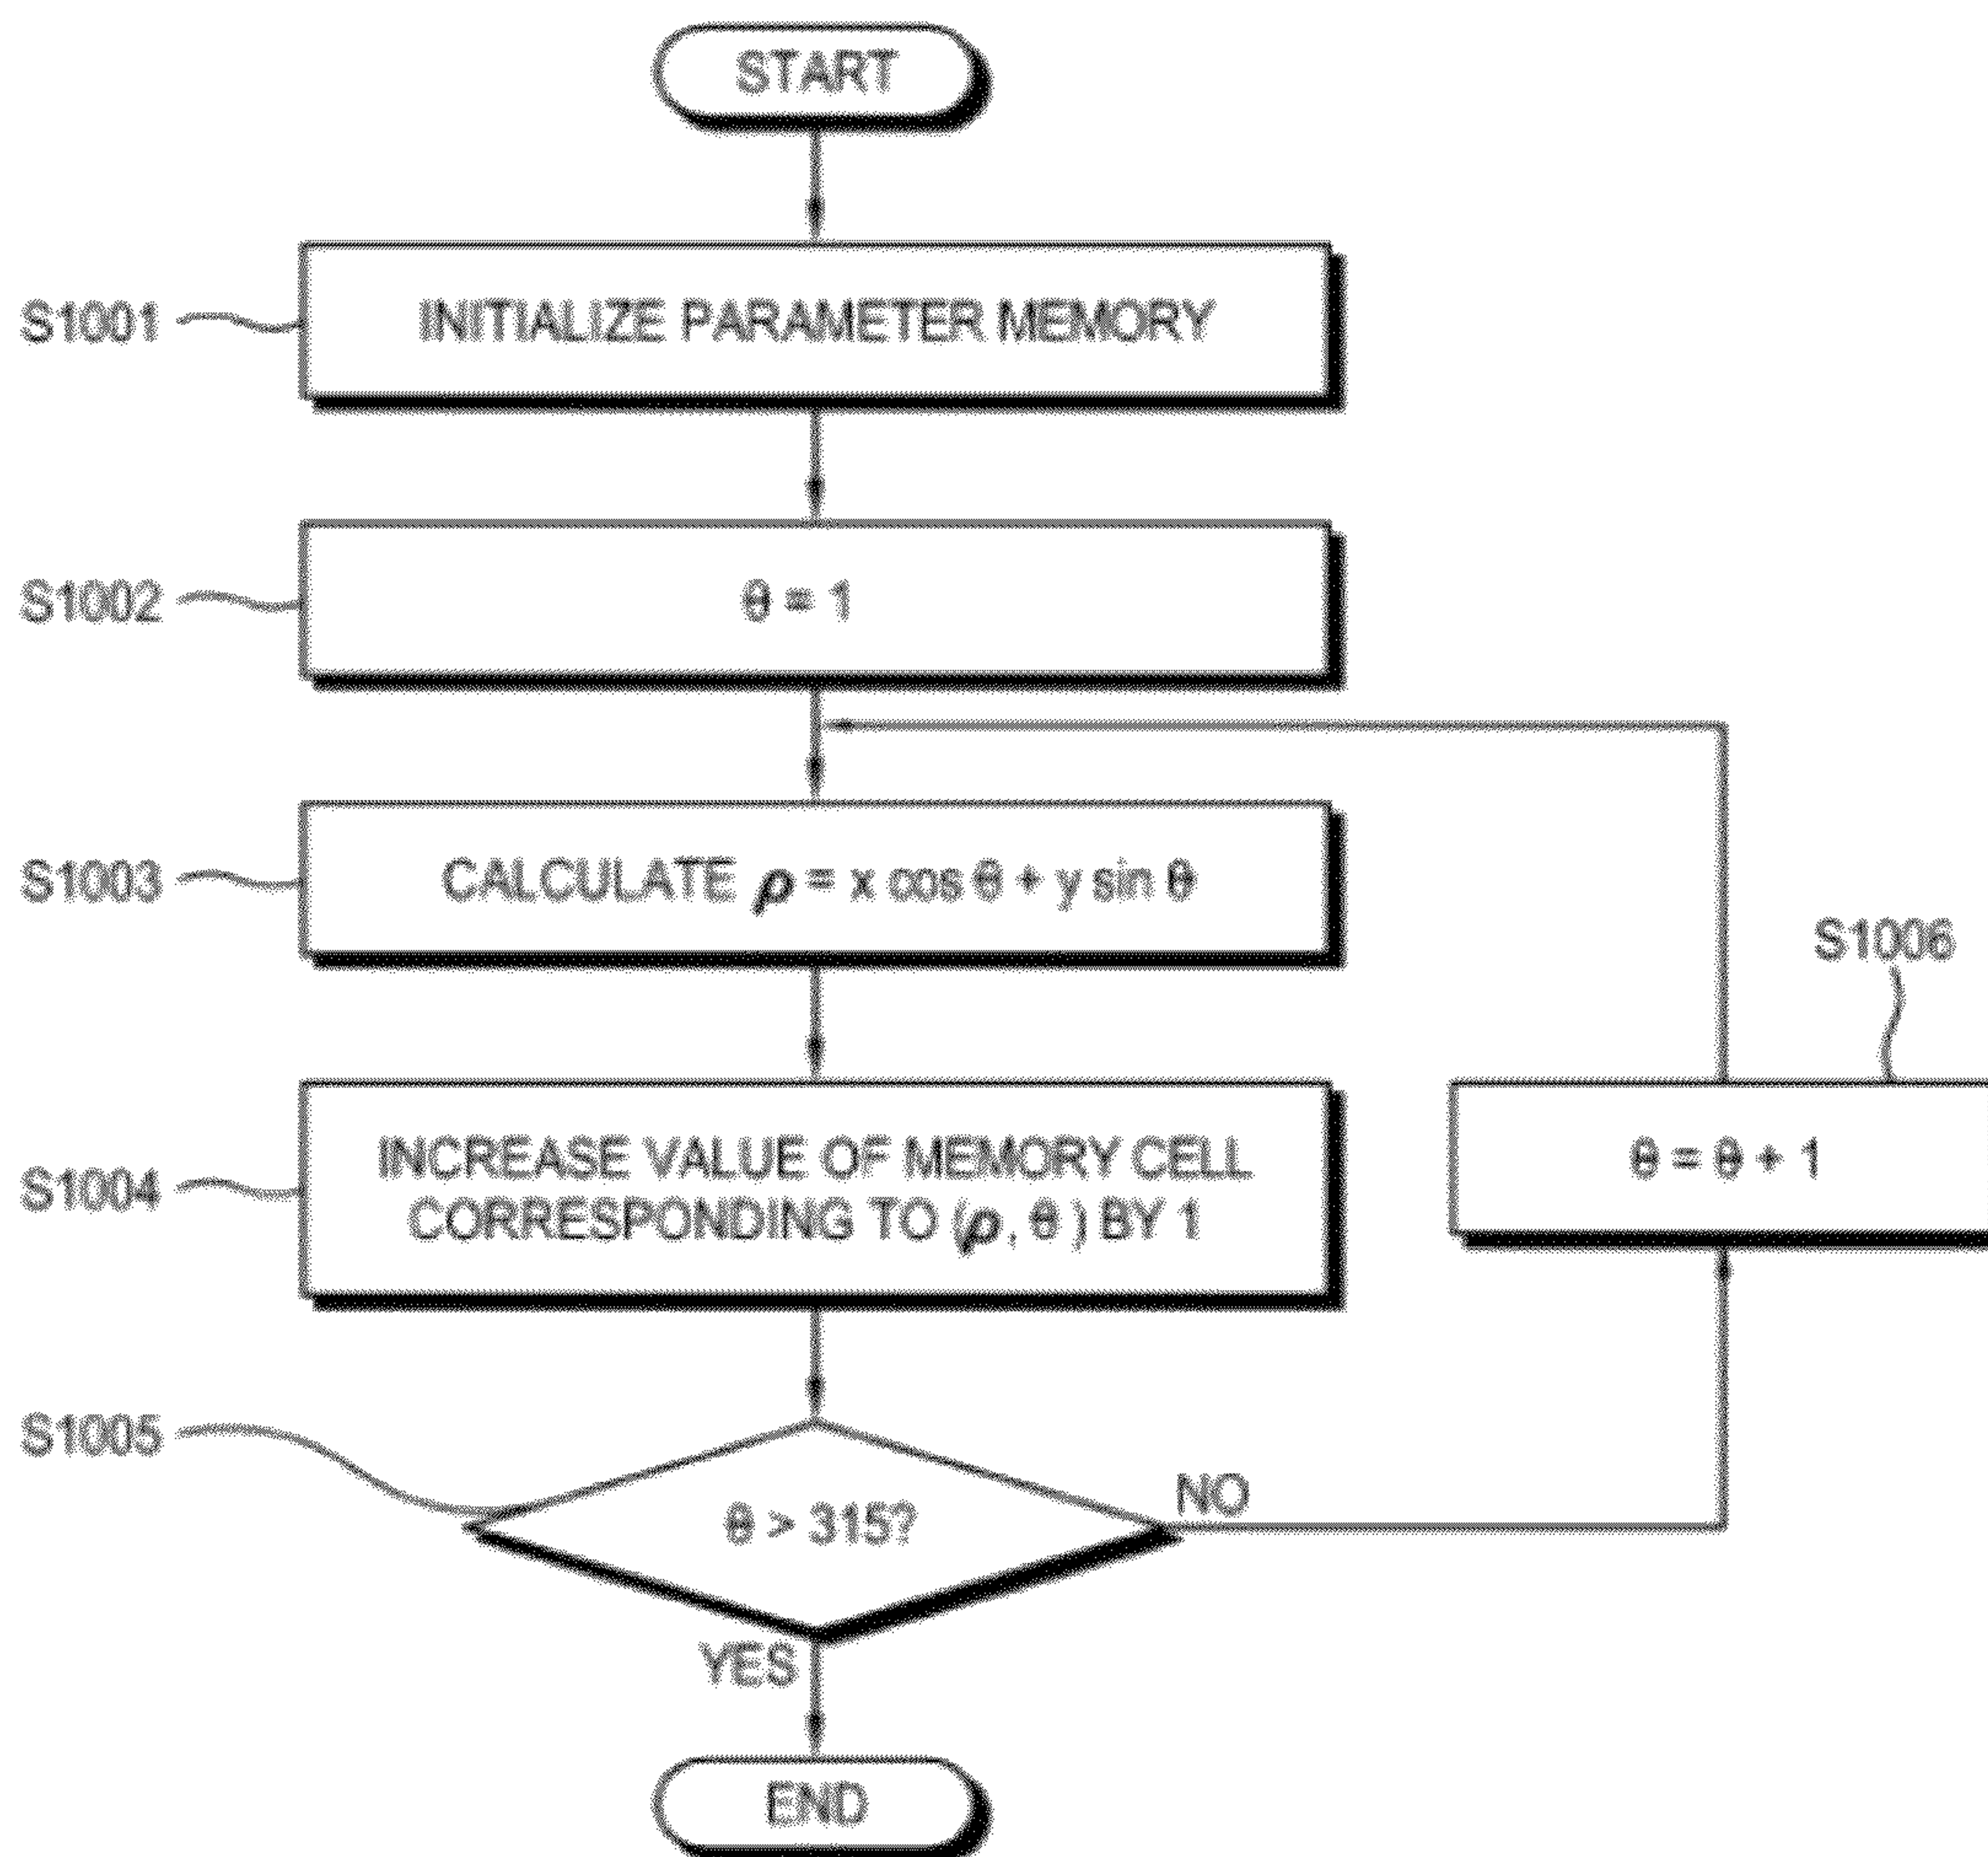 START
S1001
INITIALIZE PARAMETER MEMORY
S1002
θ = 1
S1003
CALCULATE ρ = x cos θ + y sin θ
S1004
INCREASE VALUE OF MEMORY CELL
CORRESPONDING TO (ρ, θ) BY 1
S1006
θ = θ + 1
S1005
θ > 315?
NO
YES
END